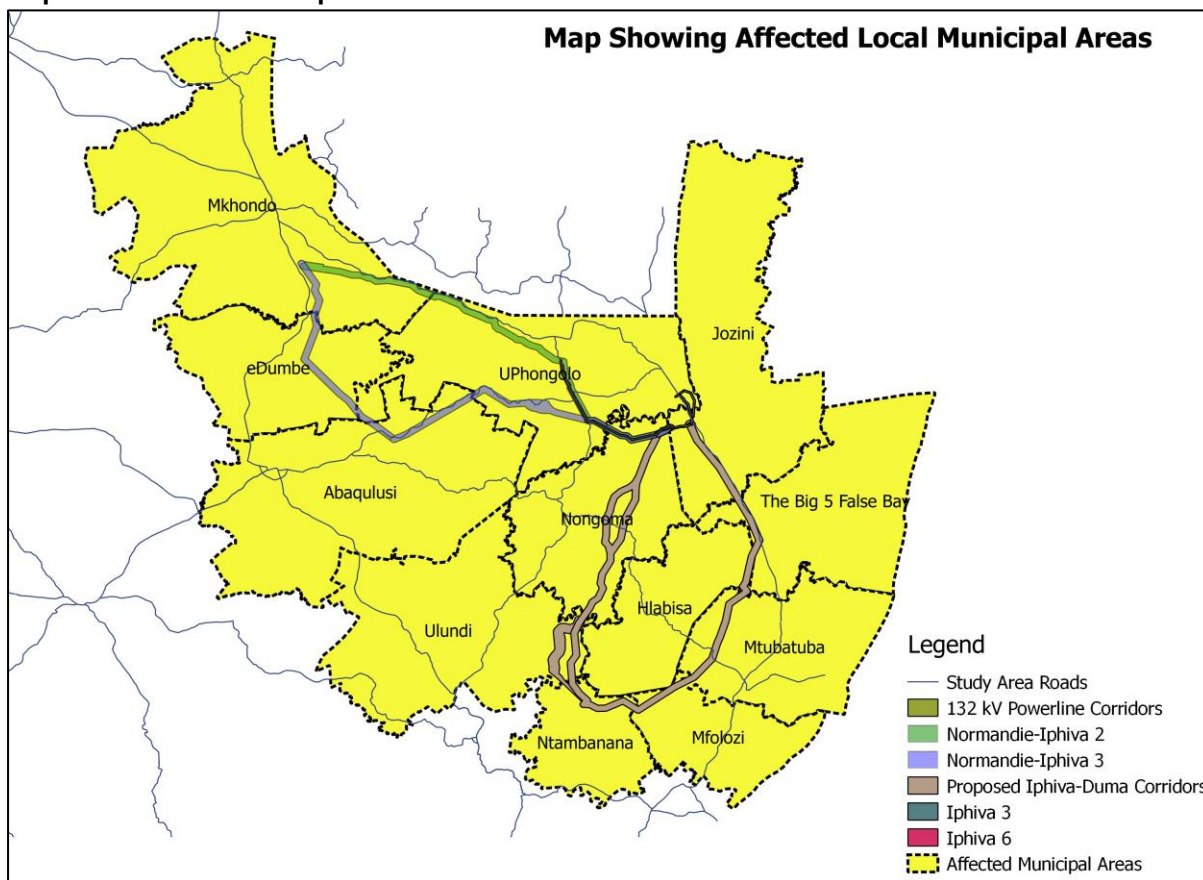 Map Showing Affected Local Municipal Areas
Mkhondo
Jozini
eDumbe
UPhongolo
Abaqulusi
The Big 5 False Bay
Nongoma
Hlabisa
Ulundi
Mtubatuba
Ntambanana
Mfolozi
Legend
Study Area Roads
132 kV Powerline Corridors
Normandie-Iphiva 2
Normandie-Iphiva 3
Proposed Iphiva-Duma Corridors
Iphiva 3
Iphiva 6
Affected Municipal Areas